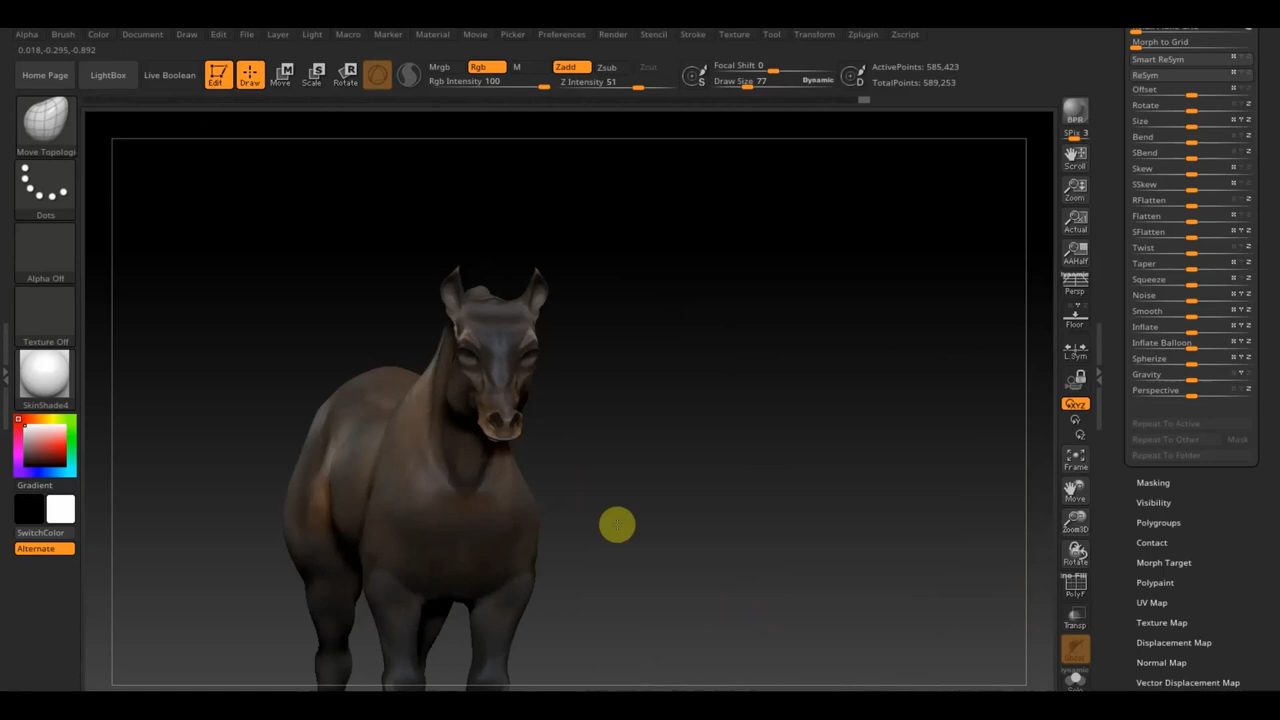 Alpha Brush Color Document Draw Edit File Layer Light Macro Marker Material Movie Picker Preferences Render Stencil Stroke Texture Tool Transform Zplugin Zscript
0.018,-0.295,-0.892
Home Page LightBox Live Boolean Edit Draw Move Scale Rotate
Mrgb Rgb M Zadd Zsub
Rgb Intensity 100 Z Intensity 51
Focal Shift 0
Draw Size 77 Dynamic
ActivePoints: 585,423
TotalPoints: 589,253
Move Topologi
Dots
Alpha Off
Texture Off
SkinShade4
Gradient
SwitchColor
Alternate
BPR
SPix 3
Scroll
Zoom
Actual
AAHalf
Persp
Floor
L.Sym
XYZ
Frame
Move
Zoom3D
Rotate
PolyF
Transp
Solo
Morph to Grid
Smart ReSym
ReSym
Offset
Rotate
Size
Bend
SBend
Skew
SSkew
RFlatten
Flatten
SFlatten
Twist
Taper
Squeeze
Noise
Smooth
Inflate
Inflate Balloon
Spherize
Gravity
Perspective
Repeat To Active
Repeat To Other Mask
Repeat To Folder
Masking
Visibility
Polygroups
Contact
Morph Target
Polypaint
UV Map
Texture Map
Displacement Map
Normal Map
Vector Displacement Map